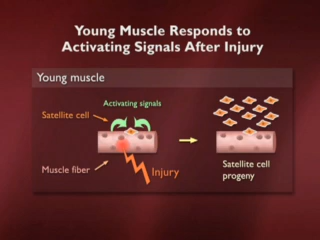 Young Muscle Responds to
Activating Signals After Injury
Young muscle
Activating signals
Satellite cell
Muscle fiber
Injury
Satellite cell
progeny